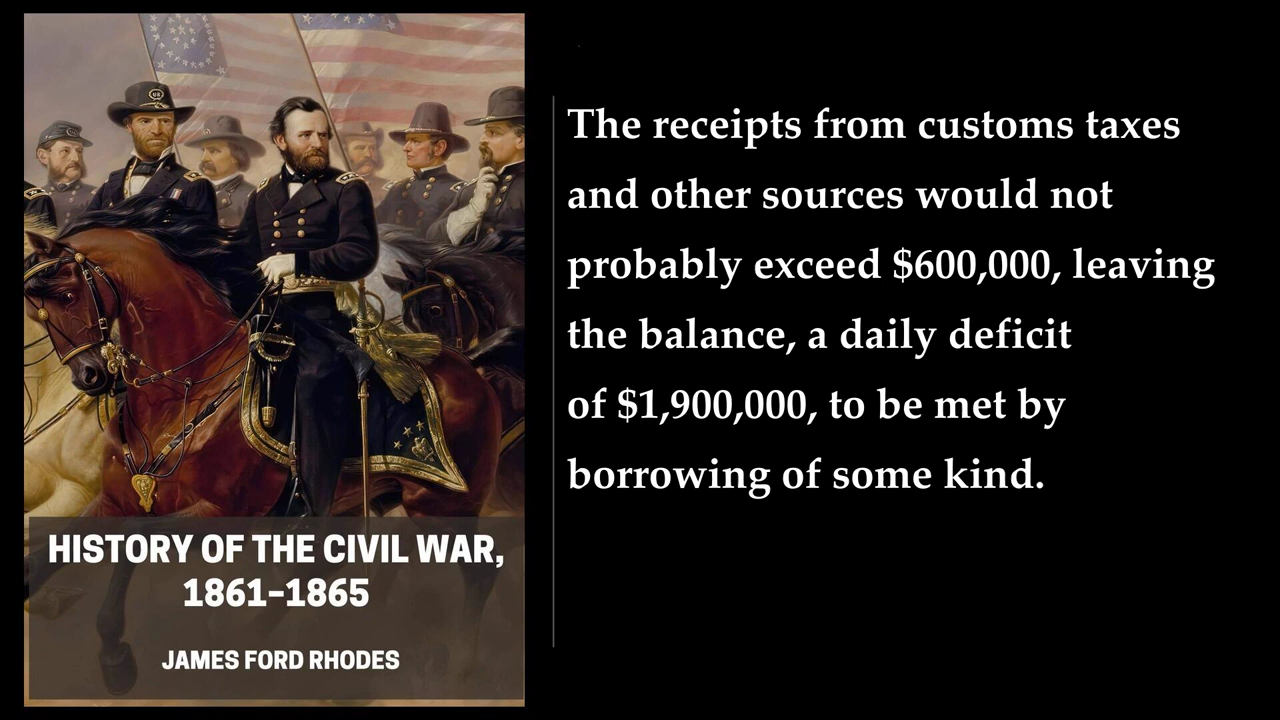 HISTORY OF THE CIVIL WAR,
1861–1865
JAMES FORD RHODES
The receipts from customs taxes
and other sources would not
probably exceed $600,000, leaving
the balance, a daily deficit
of $1,900,000, to be met by
borrowing of some kind.